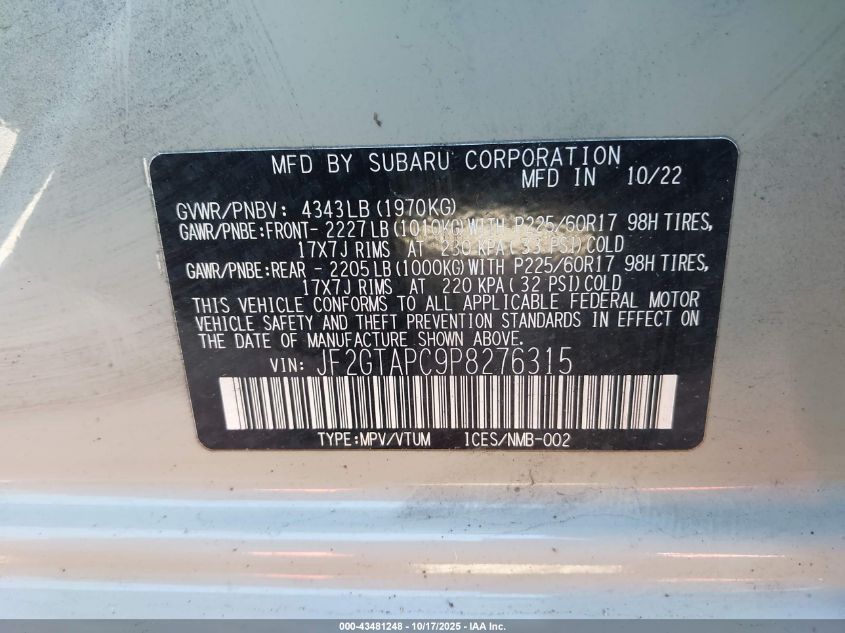 MFD BY SUBARU CORPORATION
MFD IN 10/22
GVWR/PNBV: 4343LB(1970KG)
GAWR/PNBE:FRONT- 2227LB(1010KG)WITH P225/60R17 98H TIRES,
17X7J RIMS AT 230 KPA(33 PSI)COLD
GAWR/PNBE:REAR - 2205LB(1000KG)WITH P225/60R17 98H TIRES,
17X7J RIMS AT 220 KPA(32 PSI)COLD
THIS VEHICLE CONFORMS TO ALL APPLICABLE FEDERAL MOTOR
VEHICLE SAFETY AND THEFT PREVENTION STANDARDS IN EFFECT ON
THE DATE OF MANUFACTURE SHOWN ABOVE.
VIN: JF2GTAPC9P8276315
TYPE:MPV/VTUM ICES/NMB-002
000-43481248 - 10/17/2025 - IAA Inc.